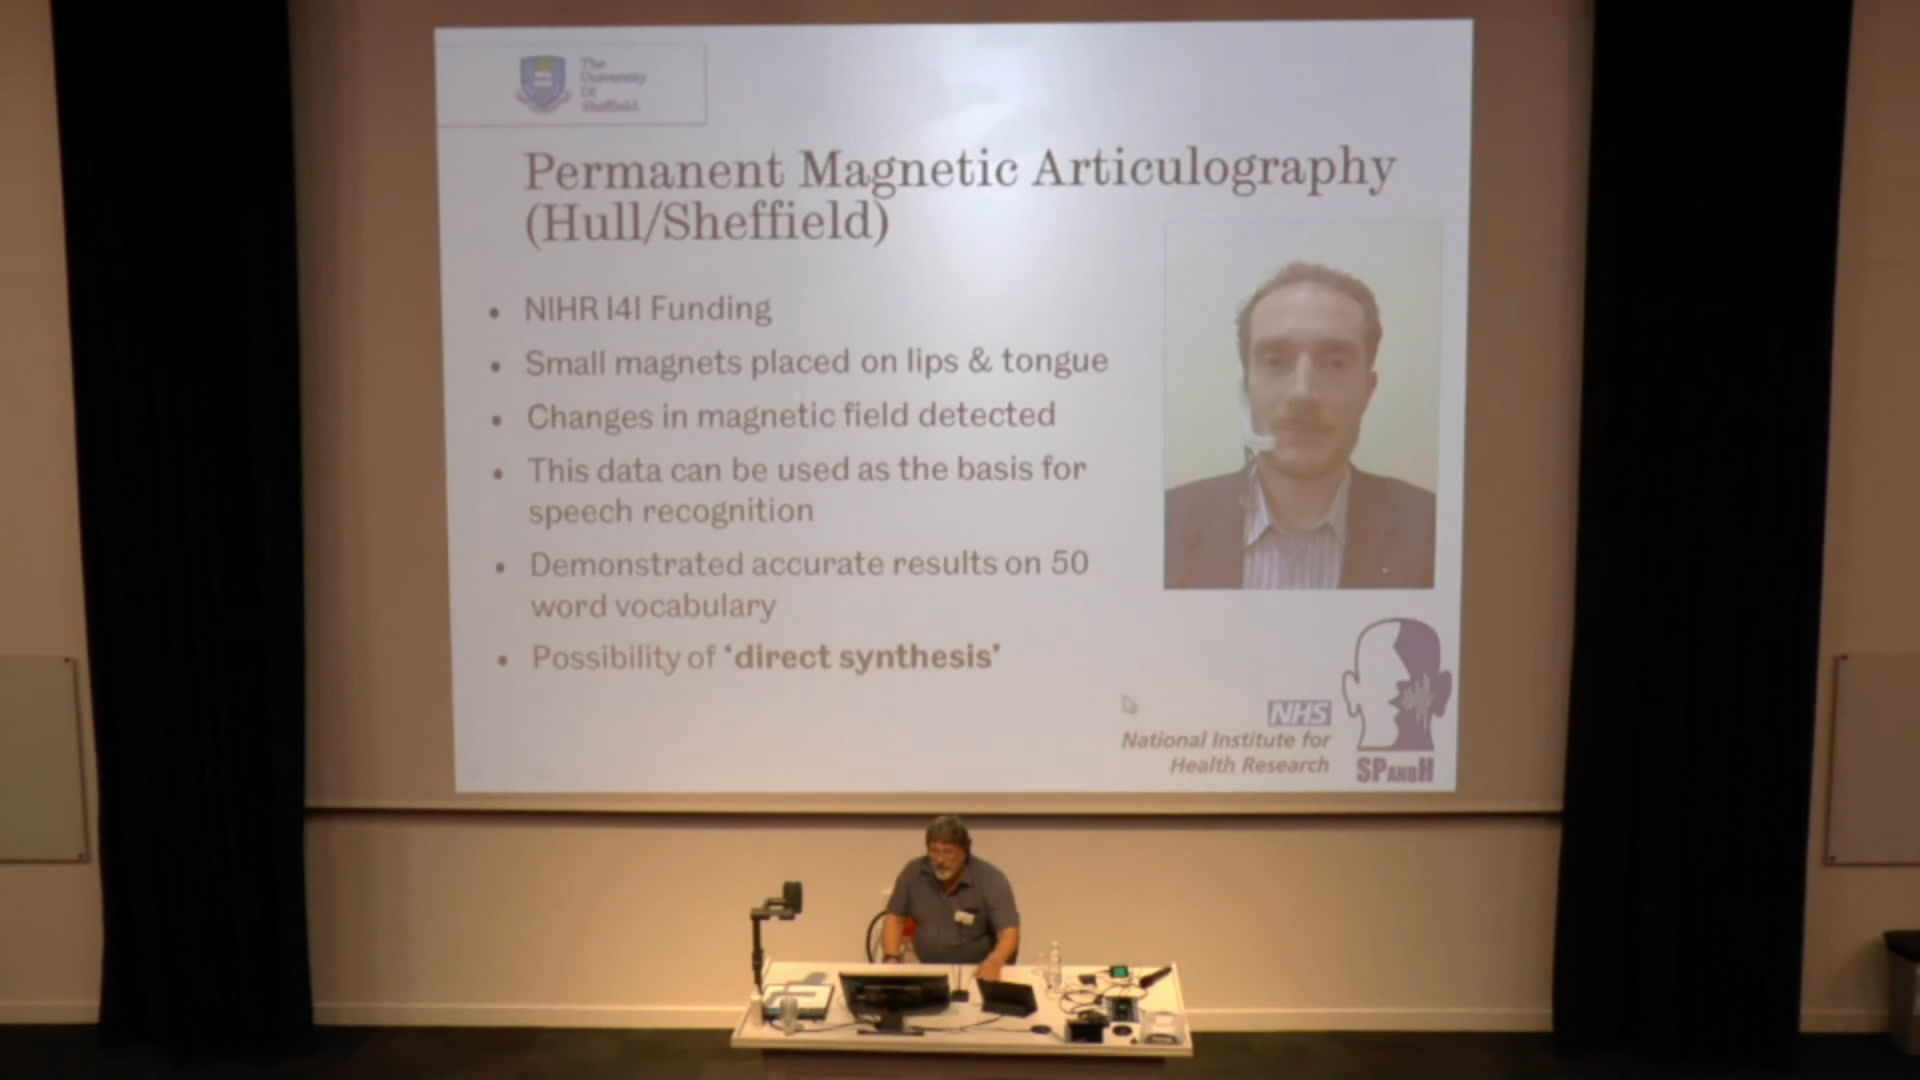 The
University
Of
Sheffield.
Permanent Magnetic Articulography
(Hull/Sheffield)
• NIHR I4I Funding
• Small magnets placed on lips & tongue
• Changes in magnetic field detected
• This data can be used as the basis for
speech recognition
• Demonstrated accurate results on 50
word vocabulary
• Possibility of ‘direct synthesis’
NHS
National Institute for
Health Research
SPANDH